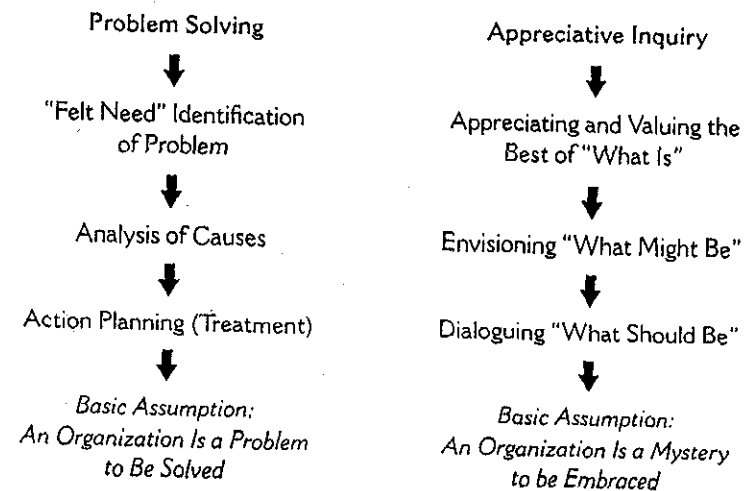 Problem Solving
"Felt Need" Identification
of Problem
Analysis of Causes
Action Planning (Treatment)
Basic Assumption:
An Organization Is a Problem
to Be Solved
Appreciative Inquiry
Appreciating and Valuing the
Best of "What Is"
Envisioning "What Might Be"
Dialoguing "What Should Be"
Basic Assumption:
An Organization Is a Mystery
to be Embraced